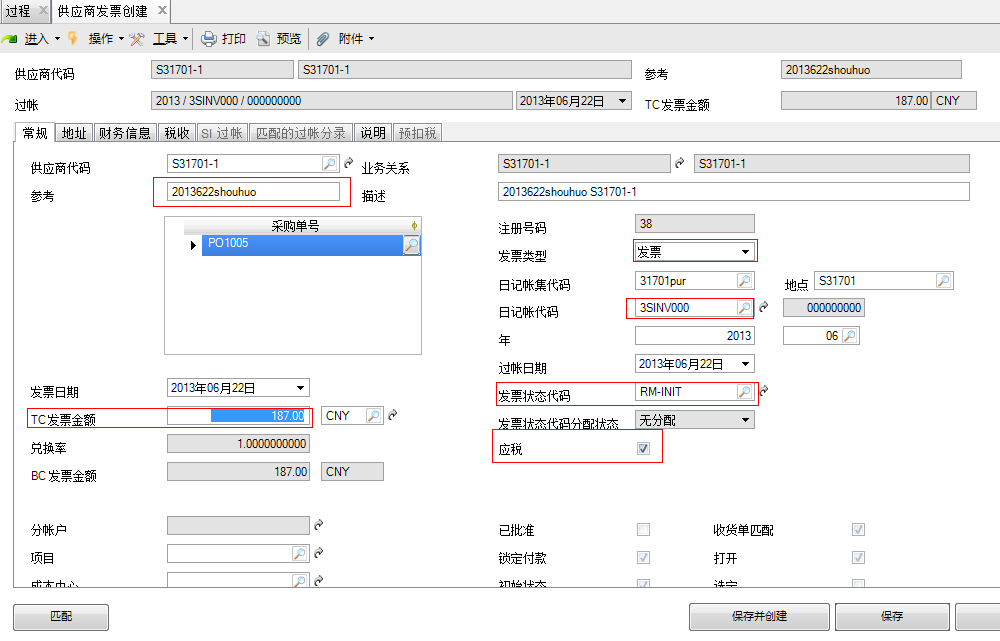 过程 供应商发票创建
进入 操作 工具 打印 预览 附件
供应商代码 S31701-1 S31701-1 参考 2013622shouhuo
过帐 2013 / 3SINV000 / 000000000 2013年06月22日 TC发票金额 187.00 CNY
常规 地址 财务信息 税收 SI 过帐 匹配的过帐分录 说明 预扣税
供应商代码 S31701-1 业务关系 S31701-1 S31701-1
参考 2013622shouhuo 描述 2013622shouhuo S31701-1
采购单号 注册号码 38
PO1005 发票类型 发票
日记帐集代码 31701pur 地点 S31701
日记帐代码 3SINV000 000000000
年 2013 06
过帐日期 2013年06月22日
发票日期 2013年06月22日 发票状态代码 RM-INIT
TC发票金额 187.00 CNY 发票状态代码分配状态 无分配
兑换率 1.0000000000 应税
BC 发票金额 187.00 CNY
分帐户 已批准 收货单匹配
项目 锁定付款 打开
成本中心 初始状态 选定
匹配 保存并创建 保存